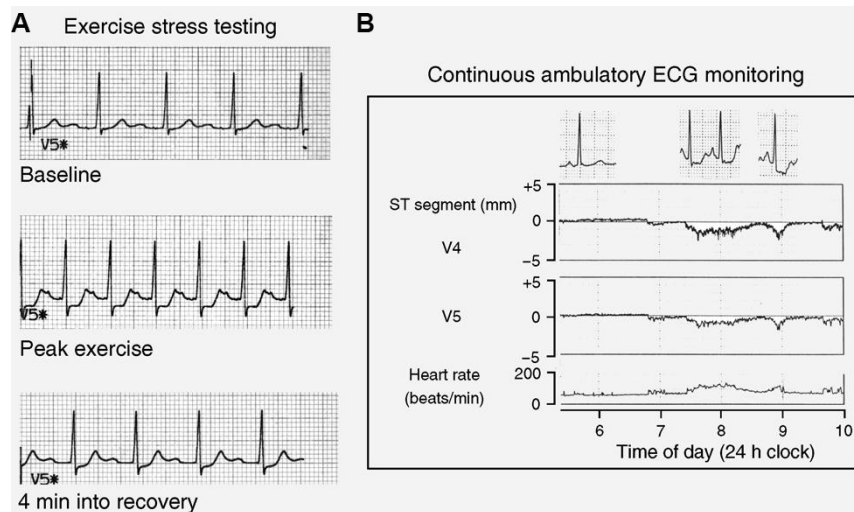 A
Exercise stress testing
V5*
Baseline
V5*
Peak exercise
V5*
4 min into recovery
B
Continuous ambulatory ECG monitoring
ST segment (mm)
+5
0
−5
V4
+5
V5
0
−5
Heart rate
(beats/min)
200
0
6 7 8 9 10
Time of day (24 h clock)